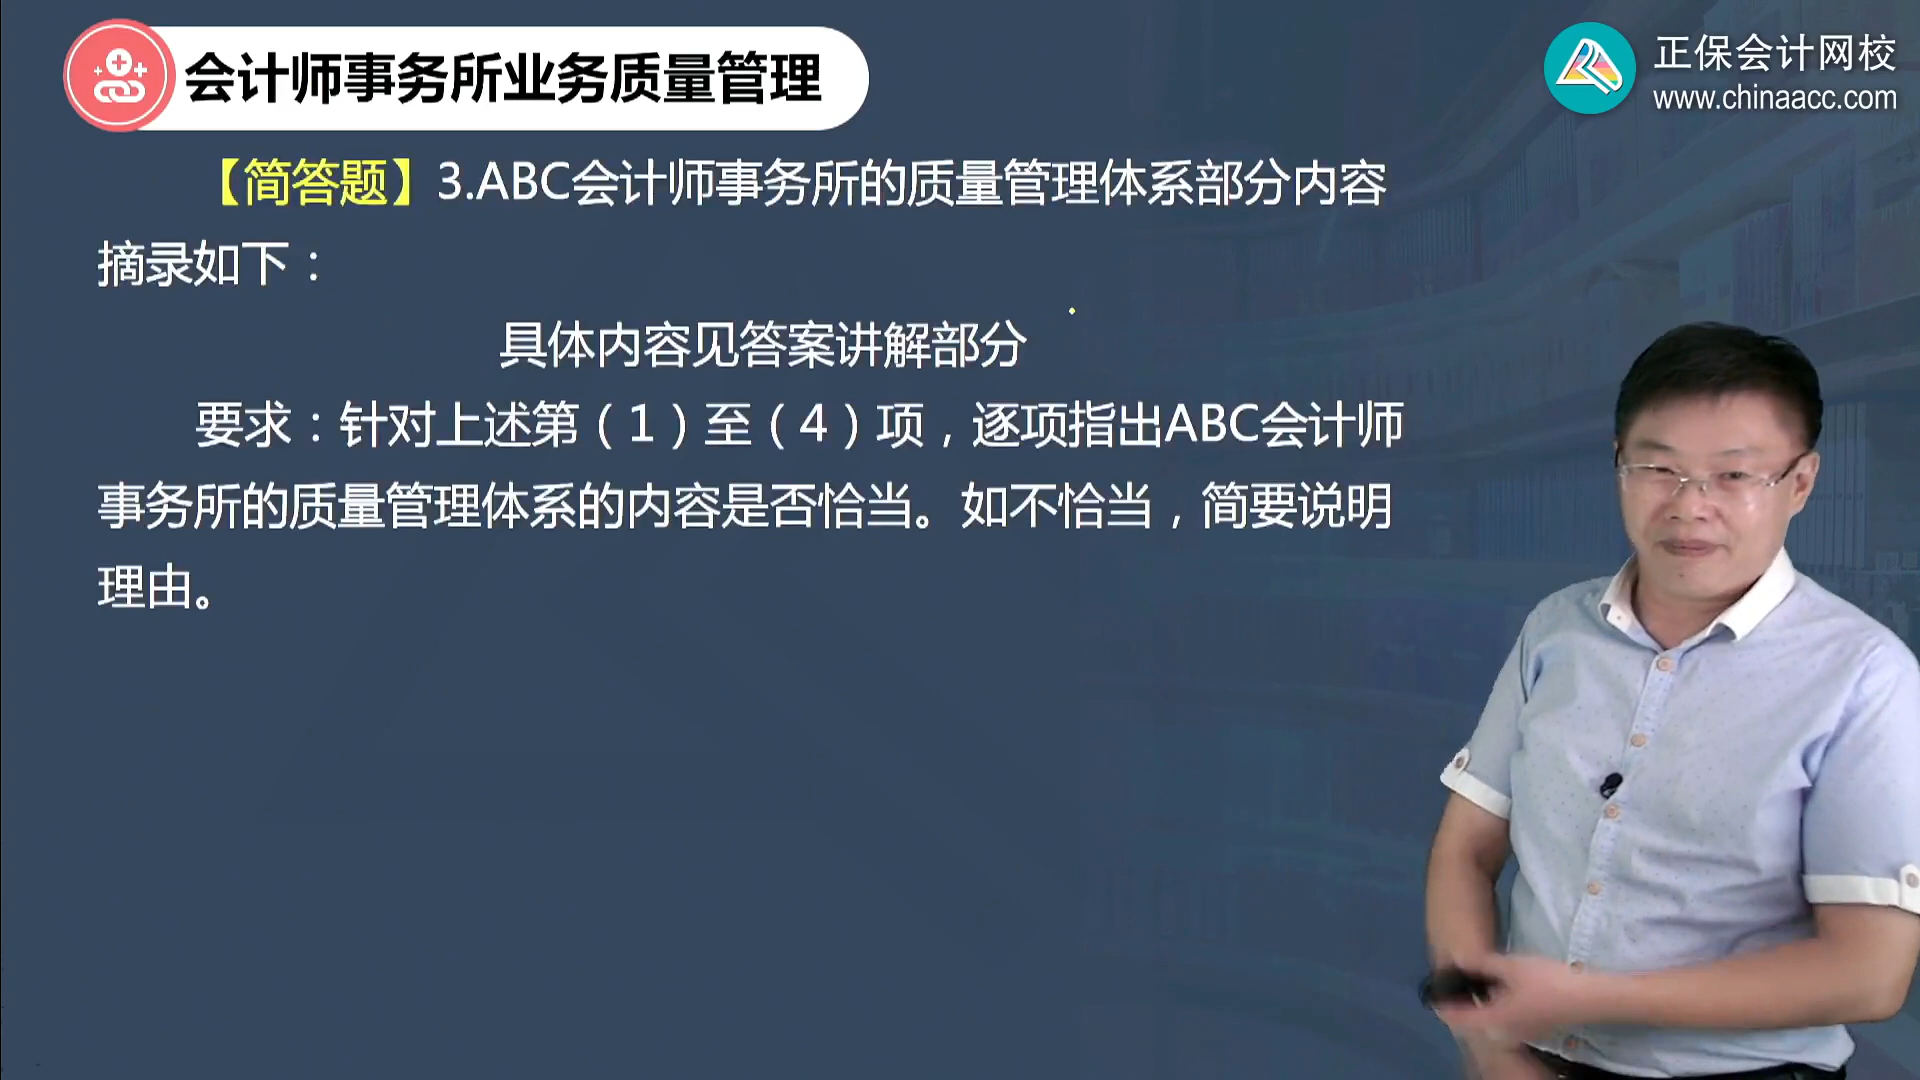 会计师事务所业务质量管理
正保会计网校
www.chinaacc.com
【简答题】3.ABC会计师事务所的质量管理体系部分内容
摘录如下：
具体内容见答案讲解部分
要求：针对上述第（1）至（4）项，逐项指出ABC会计师
事务所的质量管理体系的内容是否恰当。如不恰当，简要说明
理由。